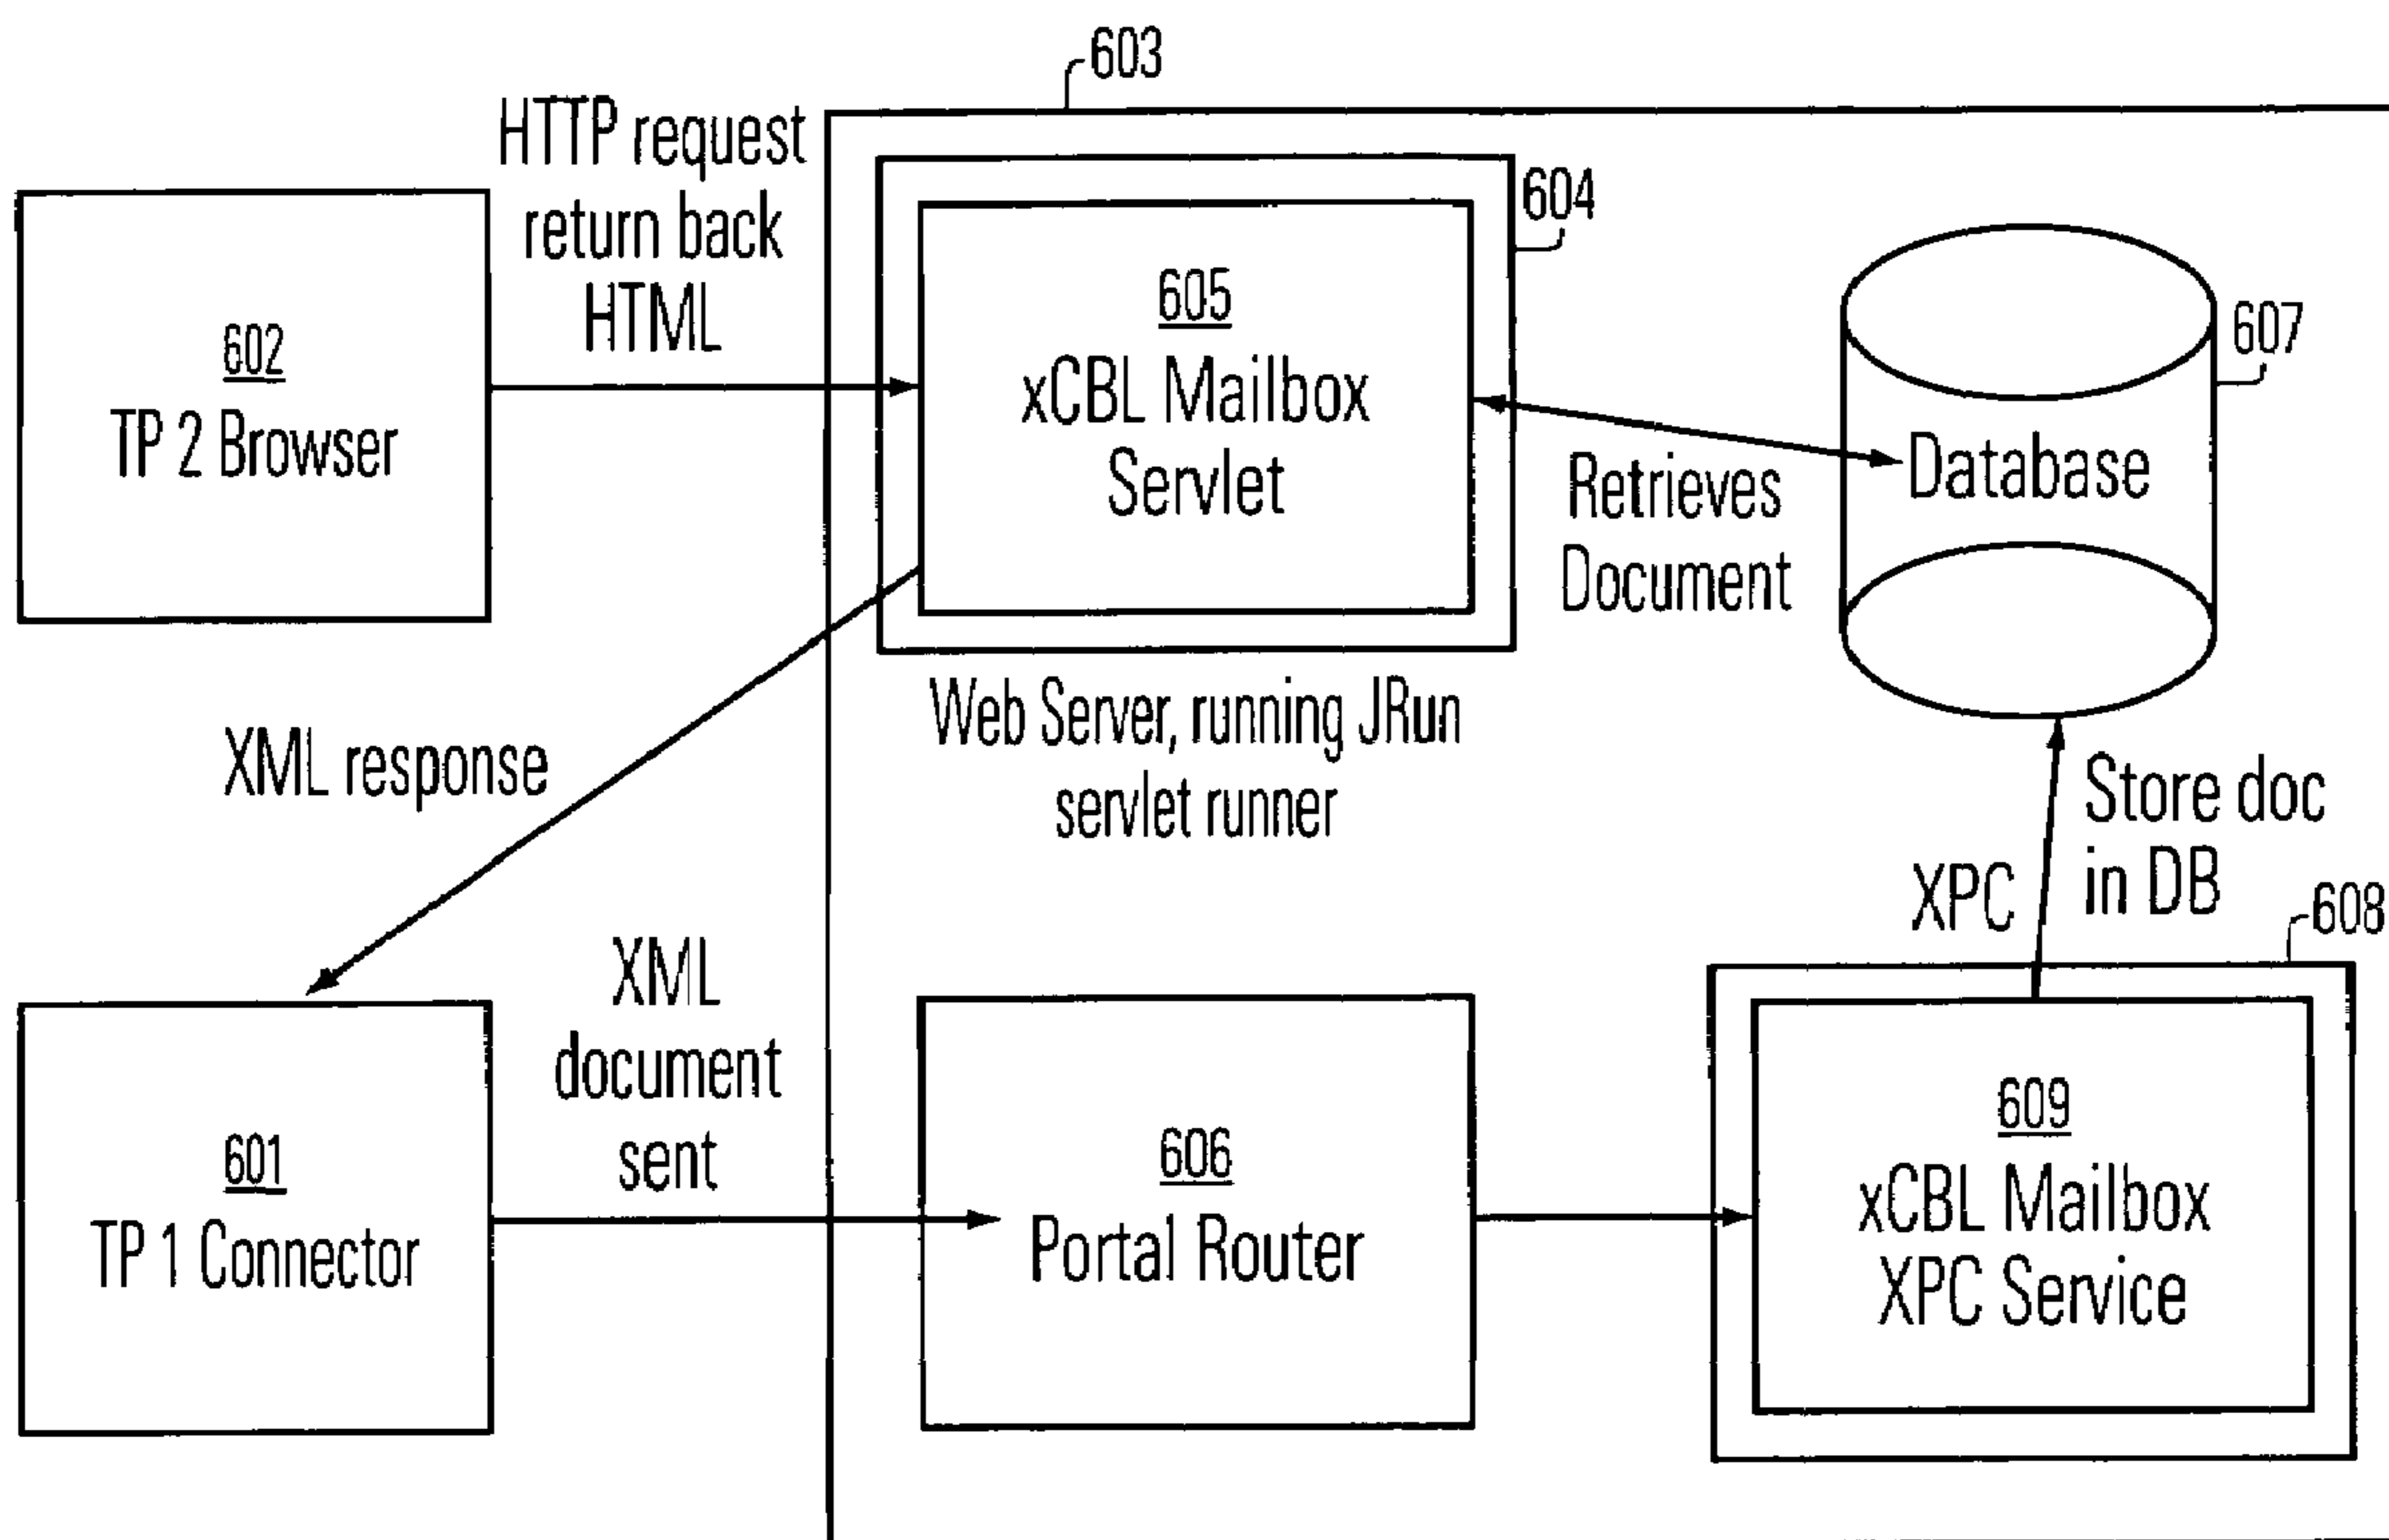 603
HTTP request
return back
HTML
604
602
TP 2 Browser
605
xCBL Mailbox
Servlet
607
Database
Retrieves
Document
Web Server, running JRun
servlet runner
XML response
Store doc
in DB
XPC
608
XML
document
sent
601
TP 1 Connector
606
Portal Router
609
xCBL Mailbox
XPC Service